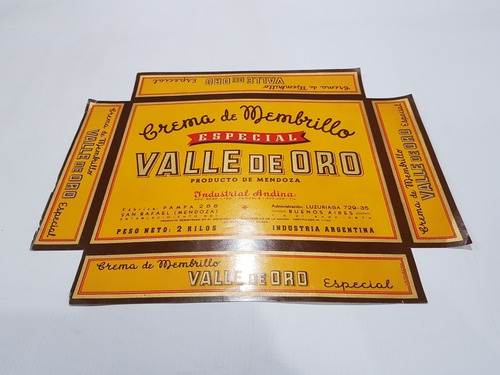 Crema de Membrillo
VALLE DE ORO
Especial
Crema de Membrillo
ESPECIAL
VALLE DE ORO
PRODUCTO DE MENDOZA
Industrial Andina
Fabrica: PAMPA 265
SAN RAFAEL (MENDOZA)
Administración: LUZURIAGA 729-35
BUENOS AIRES
PESO NETO: 2 KILOS
INDUSTRIA ARGENTINA
Crema de Membrillo
VALLE DE ORO
Especial
Crema de Membrillo
VALLE DE ORO
Especial
Crema de Membrillo
VALLE DE ORO
Especial